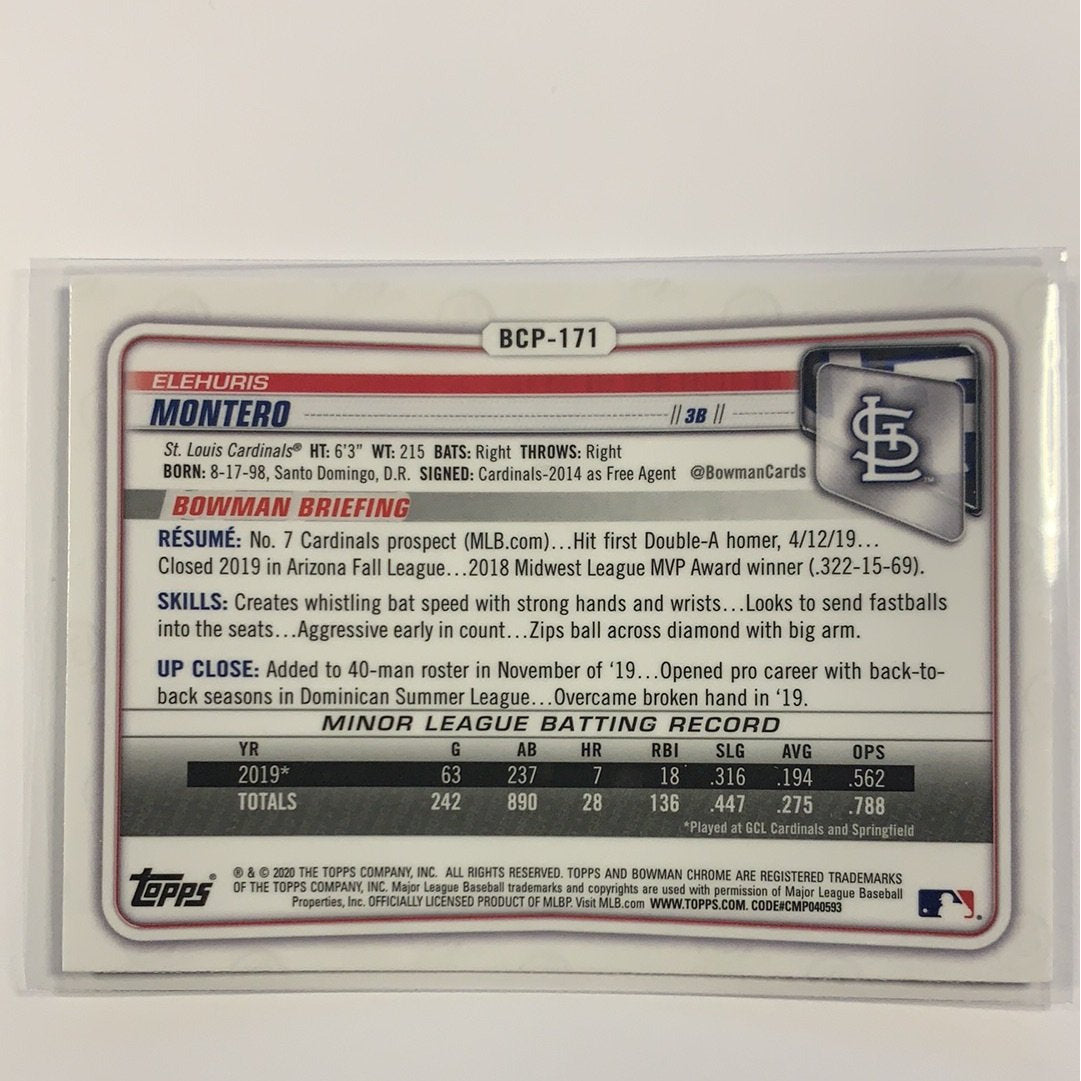 BCP-171
ELEHURIS
MONTERO // 3B //
St. Louis Cardinals® HT: 6'3" WT: 215 BATS: Right THROWS: Right
BORN: 8-17-98, Santo Domingo, D.R. SIGNED: Cardinals-2014 as Free Agent @BowmanCards
STL™
BOWMAN BRIEFING
RÉSUMÉ: No. 7 Cardinals prospect (MLB.com)...Hit first Double-A homer, 4/12/19...
Closed 2019 in Arizona Fall League...2018 Midwest League MVP Award winner (.322-15-69).
SKILLS: Creates whistling bat speed with strong hands and wrists...Looks to send fastballs
into the seats...Aggressive early in count...Zips ball across diamond with big arm.
UP CLOSE: Added to 40-man roster in November of '19...Opened pro career with back-to-
back seasons in Dominican Summer League...Overcame broken hand in '19.
MINOR LEAGUE BATTING RECORD
YR G AB HR RBI SLG AVG OPS
2019* 63 237 7 18 .316 .194 .562
TOTALS 242 890 28 136 .447 .275 .788
*Played at GCL Cardinals and Springfield
TOPPS®
® & © 2020 THE TOPPS COMPANY, INC. ALL RIGHTS RESERVED. TOPPS AND BOWMAN CHROME ARE REGISTERED TRADEMARKS
OF THE TOPPS COMPANY, INC. Major League Baseball trademarks and copyrights are used with permission of Major League Baseball
Properties, Inc. OFFICIALLY LICENSED PRODUCT OF MLBP. Visit MLB.com WWW.TOPPS.COM. CODE#CMP040593